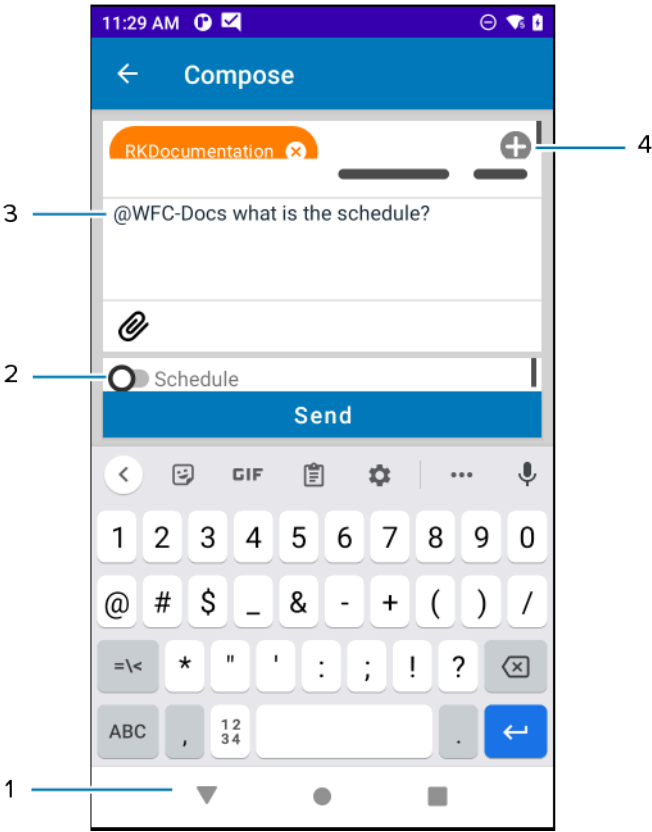 11:29 AM
Compose
RKDocumentation
4
3
@WFC-Docs what is the schedule?
2
Schedule
Send
GIF
1 2 3 4 5 6 7 8 9 0
@ # $ _ & - + ( ) /
=\< * " ' : ; ! ?
ABC , 12 34 .
1